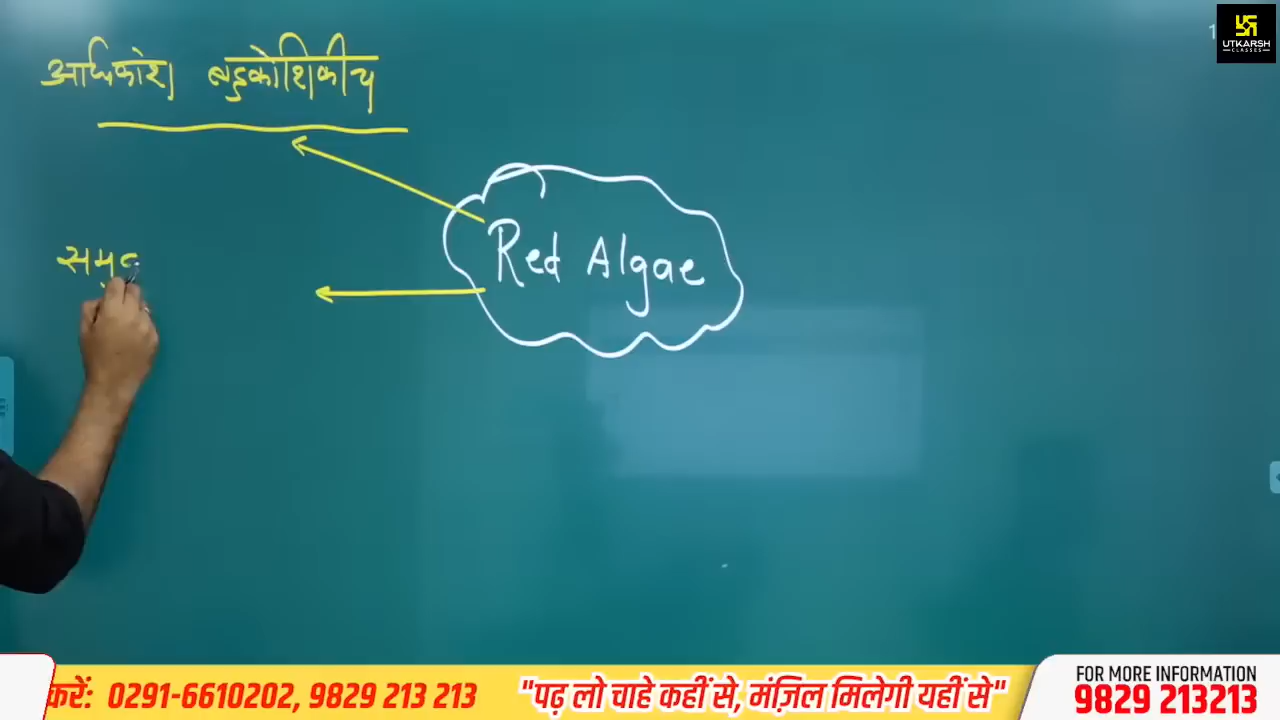 अधिकांश बहुकोशिकीय
Red Algae
UTKARSH
CLASSES
करें: 0291-6610202, 9829 213 213
"पढ़ लो चाहे कहीं से, मंज़िल मिलेगी यहीं से"
FOR MORE INFORMATION
9829 213213